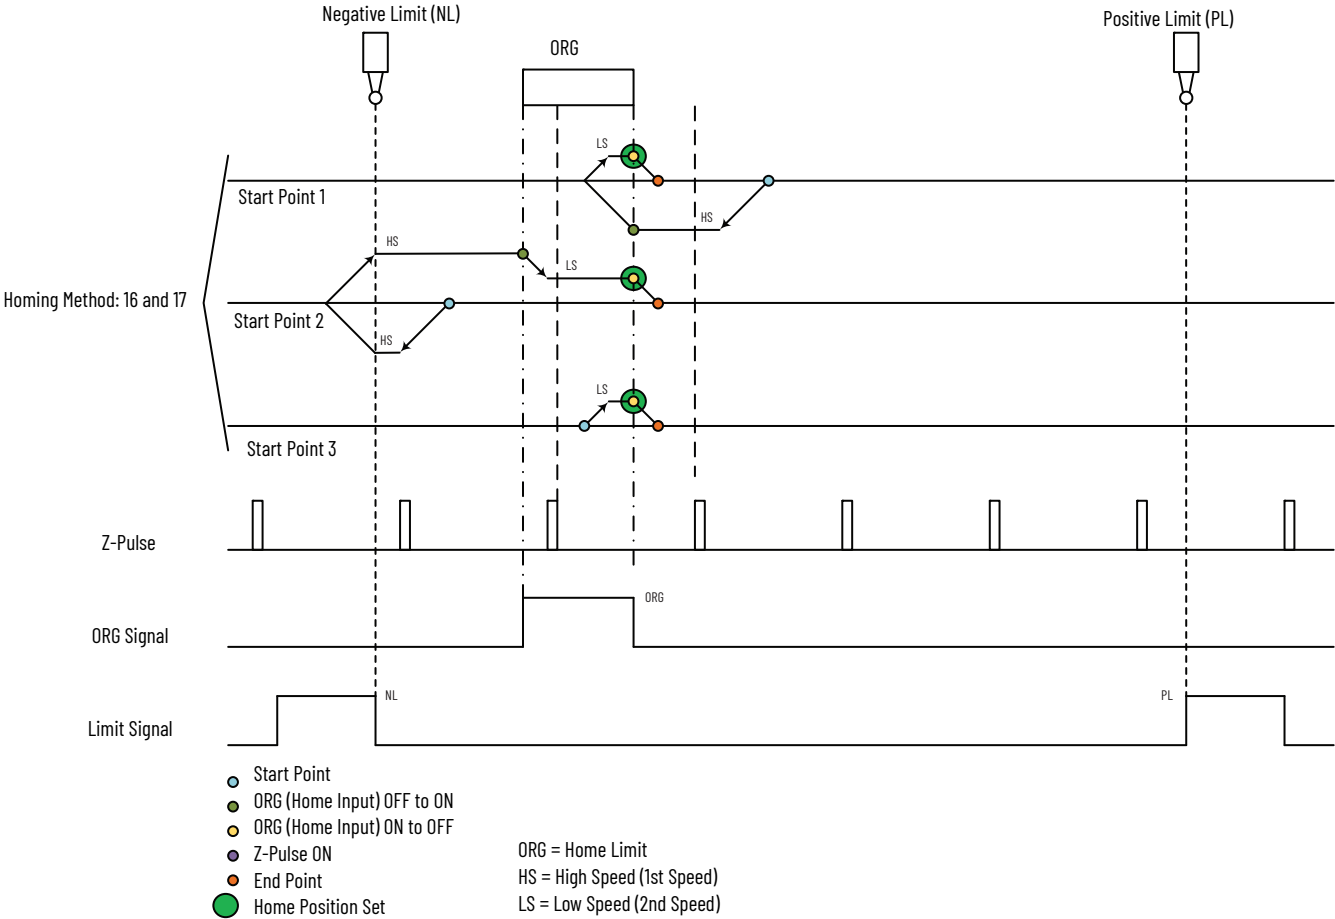 Negative Limit (NL)
Positive Limit (PL)
ORG
LS
Start Point 1
HS
HS
LS
Homing Method: 16 and 17
Start Point 2
HS
LS
Start Point 3
Z-Pulse
ORG
ORG Signal
NL
PL
Limit Signal
Start Point
ORG (Home Input) OFF to ON
ORG (Home Input) ON to OFF
Z-Pulse ON
End Point
Home Position Set
ORG = Home Limit
HS = High Speed (1st Speed)
LS = Low Speed (2nd Speed)